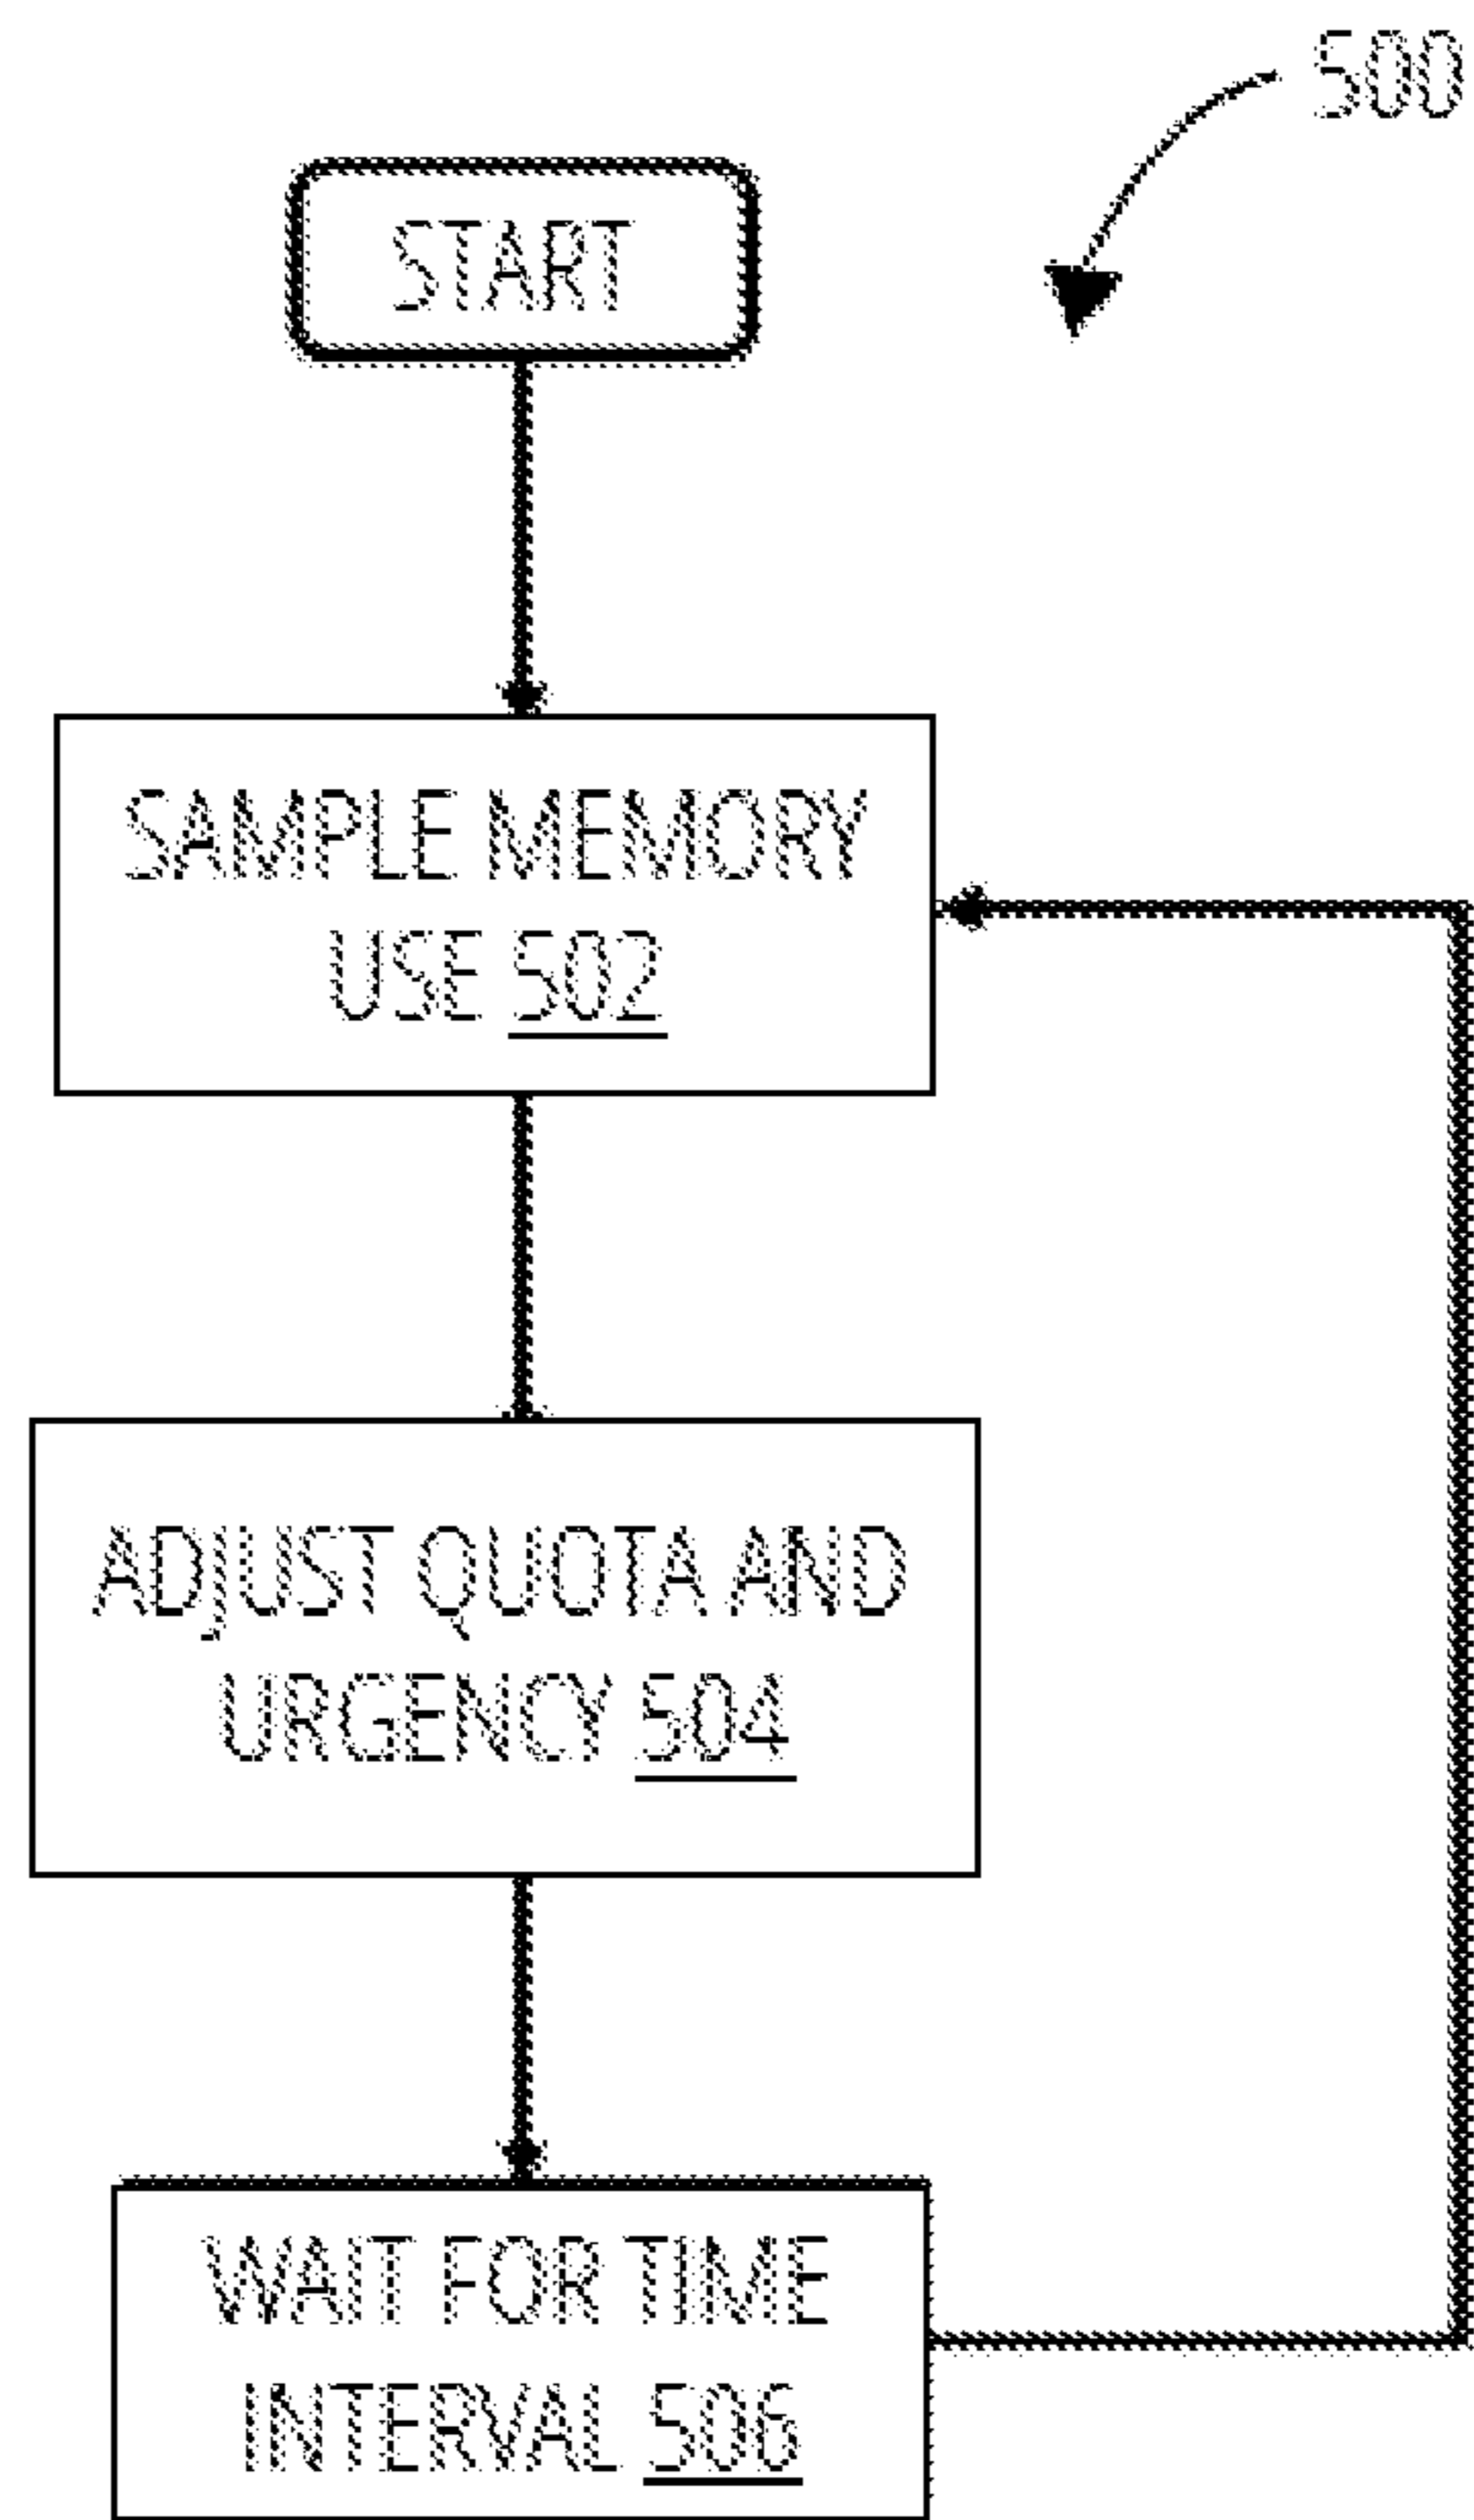 500
START
SAMPLE MEMORY
USE 502
ADJUST QUOTA AND
URGENCY 504
WAIT FOR TIME
INTERVAL 506